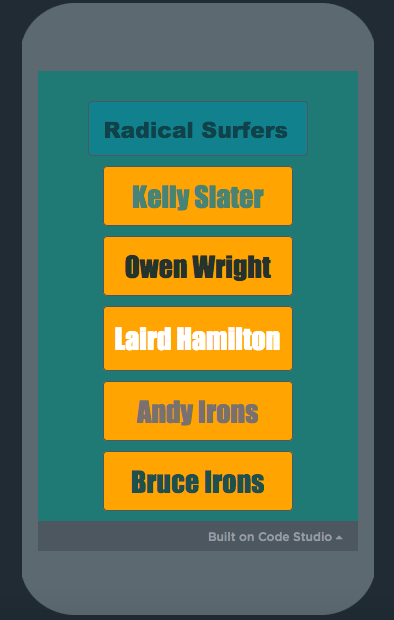 Radical Surfers
Kelly Slater
Owen Wright
Laird Hamilton
Andy Irons
Bruce Irons
Built on Code Studio